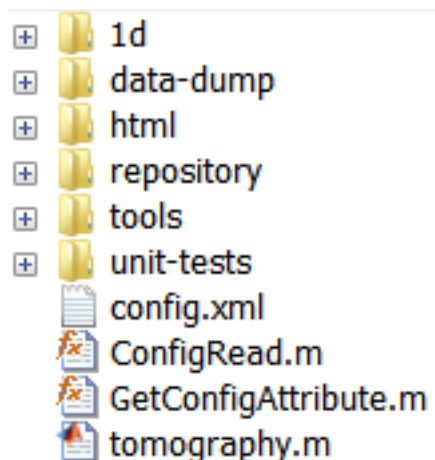 1d
data-dump
html
repository
tools
unit-tests
config.xml
ConfigRead.m
GetConfigAttribute.m
tomography.m